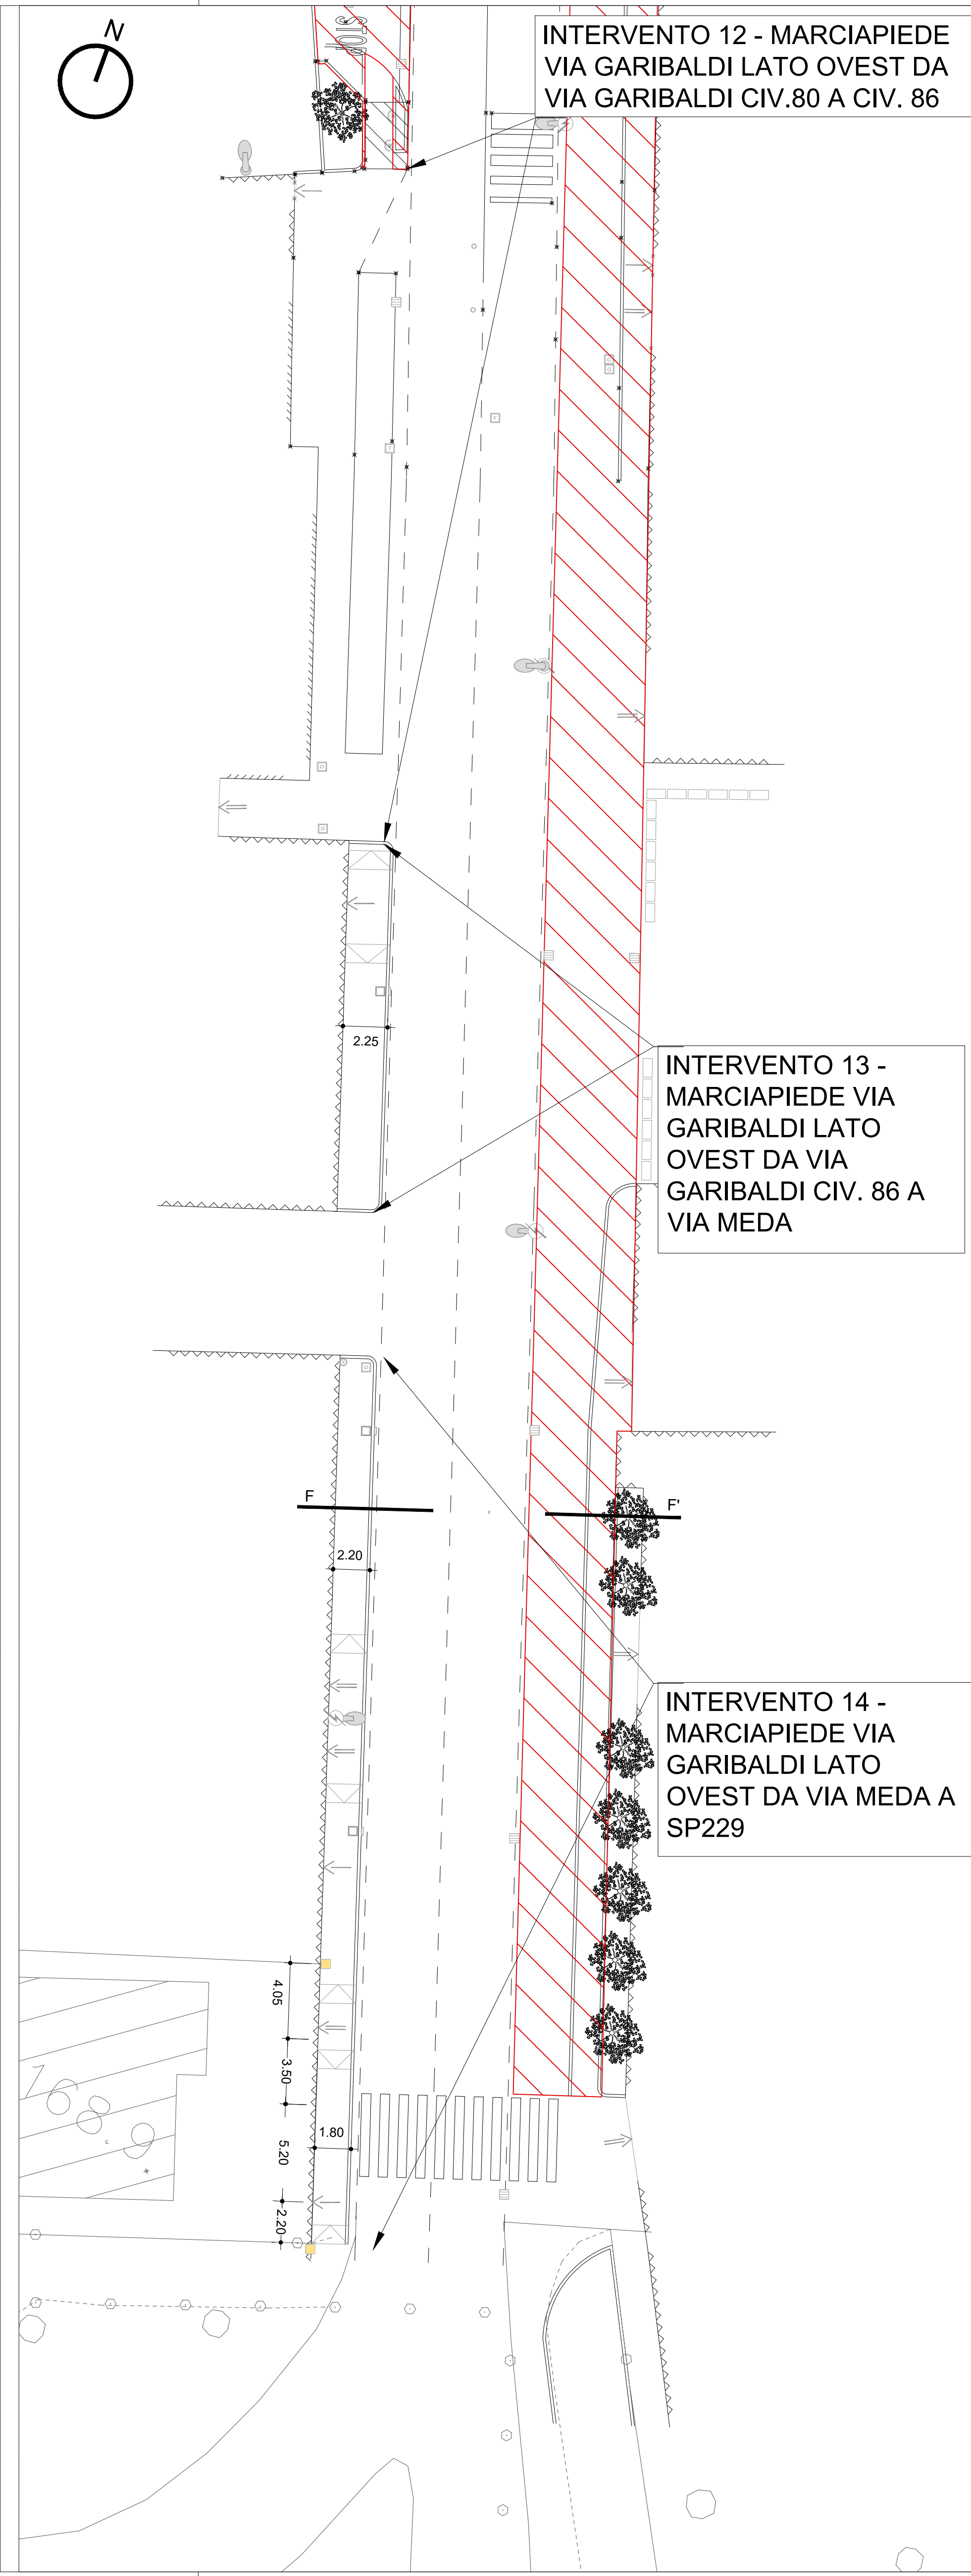 N
STOP
INTERVENTO 12 - MARCIAPIEDE
VIA GARIBALDI LATO OVEST DA
VIA GARIBALDI CIV.80 A CIV. 86
2.25
INTERVENTO 13 -
MARCIAPIEDE VIA
GARIBALDI LATO
OVEST DA VIA
GARIBALDI CIV. 86 A
VIA MEDA
F
F'
2.20
INTERVENTO 14 -
MARCIAPIEDE VIA
GARIBALDI LATO
OVEST DA VIA MEDA A
SP229
4.05
3.50
5.20
1.80
2.20